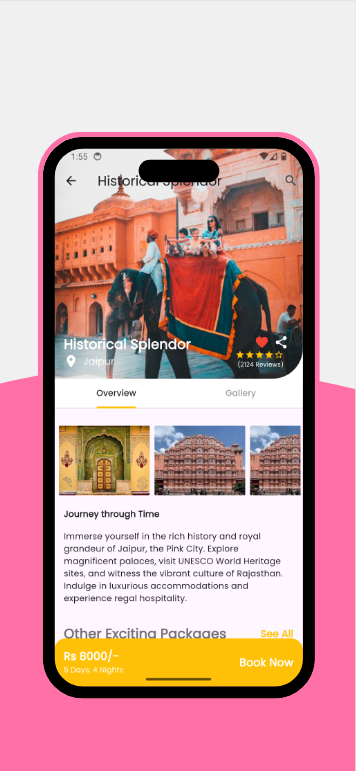 1:55
Historical Splendor
Historical Splendor
Jaipur
(2124 Reviews)
Overview
Gallery
Journey through Time
Immerse yourself in the rich history and royal
grandeur of Jaipur, the Pink City. Explore
magnificent palaces, visit UNESCO World Heritage
sites, and witness the vibrant culture of Rajasthan.
Indulge in luxurious accommodations and
experience regal hospitality.
Other Exciting Packages
See All
Rs 8000/-
5 Days, 4 Nights
Book Now